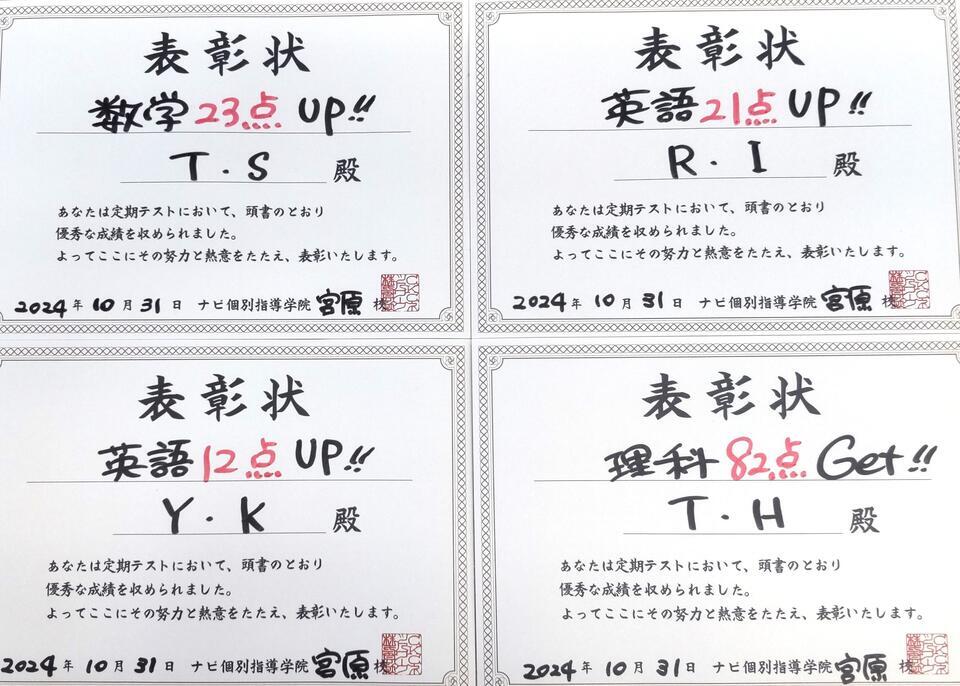 表彰状
数学23点UP!!
T・S 殿
あなたは定期テストにおいて、頭書のとおり
優秀な成績を収められました。
よってここにその努力と熱意をたたえ、表彰いたします。
2024年10月31日 ナビ個別指導学院 宮原 校
表彰状
英語21点UP!!
R・I 殿
あなたは定期テストにおいて、頭書のとおり
優秀な成績を収められました。
よってここにその努力と熱意をたたえ、表彰いたします。
2024年10月31日 ナビ個別指導学院 宮原 校
表彰状
英語12点UP!!
Y・K 殿
あなたは定期テストにおいて、頭書のとおり
優秀な成績を収められました。
よってここにその努力と熱意をたたえ、表彰いたします。
2024年10月31日 ナビ個別指導学院 宮原 校
表彰状
理科82点Get!!
T・H 殿
あなたは定期テストにおいて、頭書のとおり
優秀な成績を収められました。
よってここにその努力と熱意をたたえ、表彰いたします。
2024年10月31日 ナビ個別指導学院 宮原 校